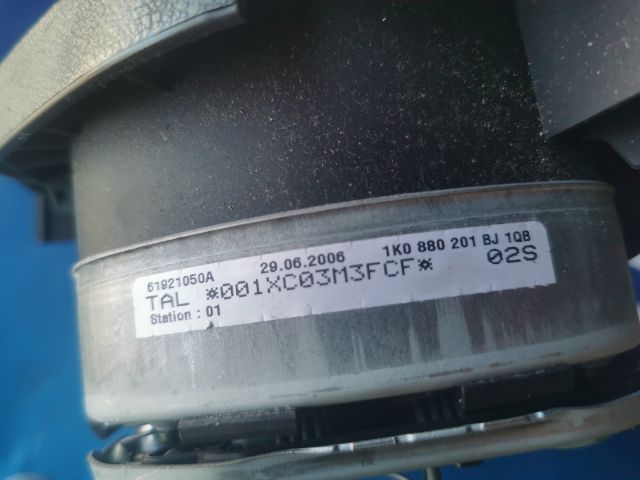 61921050A 29.06.2006 1K0 880 201 BJ 1QB
TAL *001XC03M3FCF* 02S
Station : 01